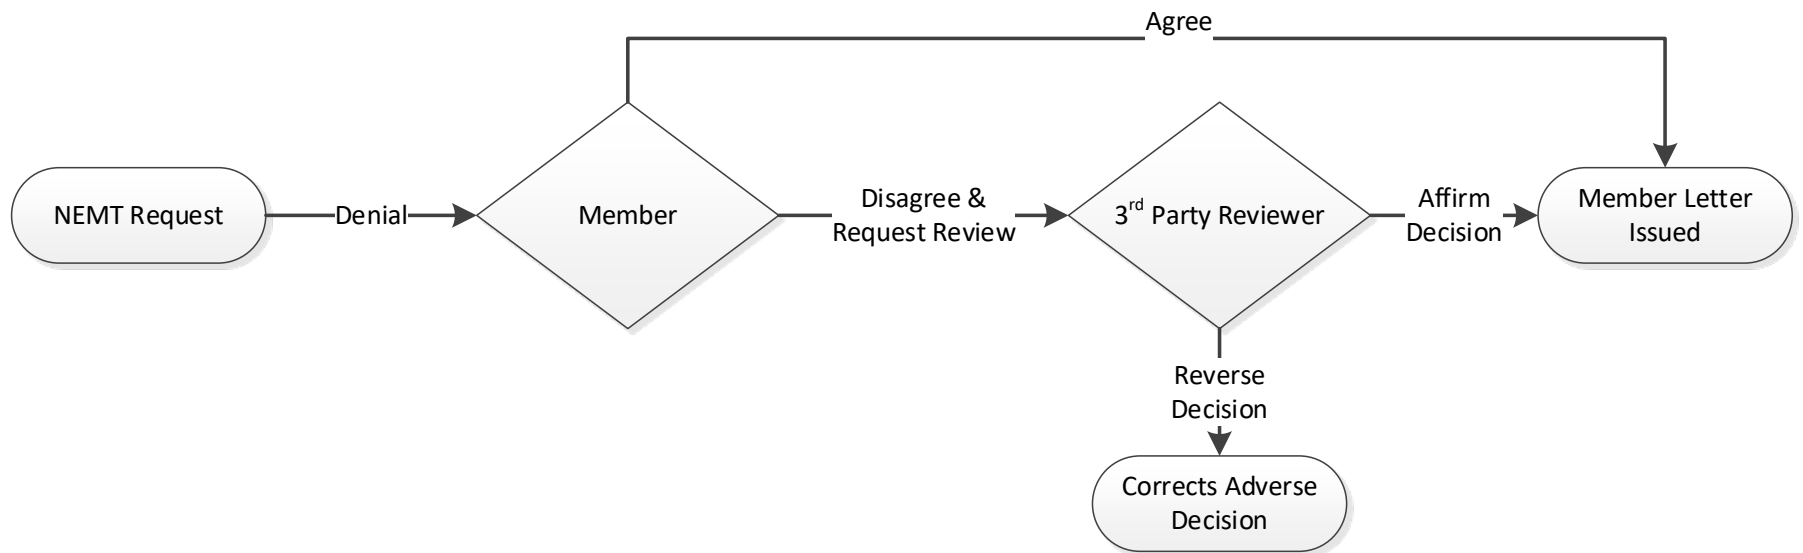 Agree
NEMT Request
Denial
Member
Disagree &
Request Review
3rd Party Reviewer
Affirm
Decision
Member Letter
Issued
Reverse
Decision
Corrects Adverse
Decision